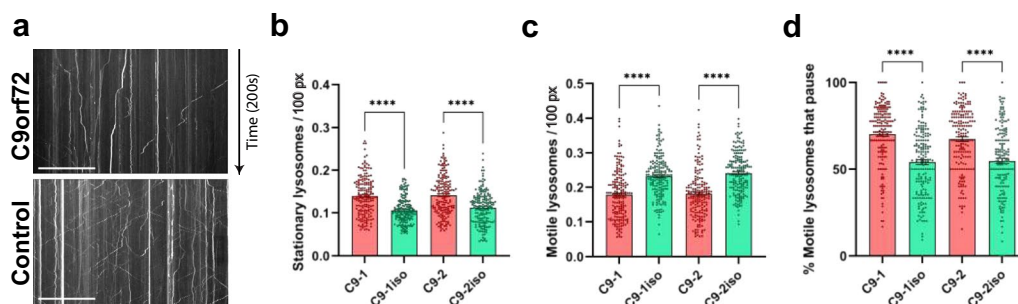 a
C9orf72
Control
Time (200s)
b
Stationary lysosomes / 100 px
0.4
0.3
0.2
0.1
0.0
****
****
C9-1
C9-1iso
C9-2
C9-2iso
c
Motile lysosomes / 100 px
0.5
0.4
0.3
0.2
0.1
0.0
****
****
C9-1
C9-1iso
C9-2
C9-2iso
d
% Motile lysosomes that pause
100
50
0
****
****
C9-1
C9-1iso
C9-2
C9-2iso